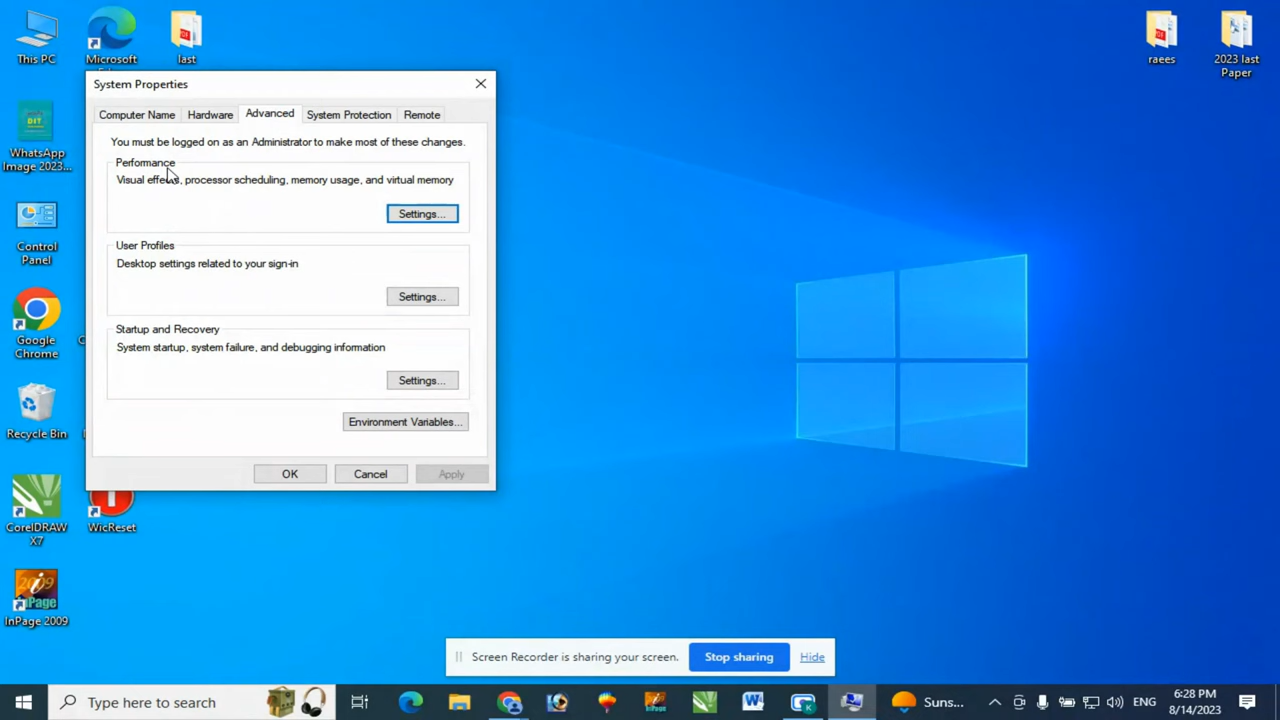 This PC
Microsoft
last
raees
2023 last
Paper
System Properties
Computer Name
Hardware
Advanced
System Protection
Remote
You must be logged on as an Administrator to make most of these changes.
Performance
Visual effects, processor scheduling, memory usage, and virtual memory
Settings...
User Profiles
Desktop settings related to your sign-in
Settings...
Startup and Recovery
System startup, system failure, and debugging information
Settings...
Environment Variables...
OK
Cancel
Apply
WhatsApp
Image 2023...
Control
Panel
Google
Chrome
Recycle Bin
CorelDRAW
X7
WicReset
InPage 2009
Screen Recorder is sharing your screen.
Stop sharing
Hide
Type here to search
Suns...
ENG
6:28 PM
8/14/2023